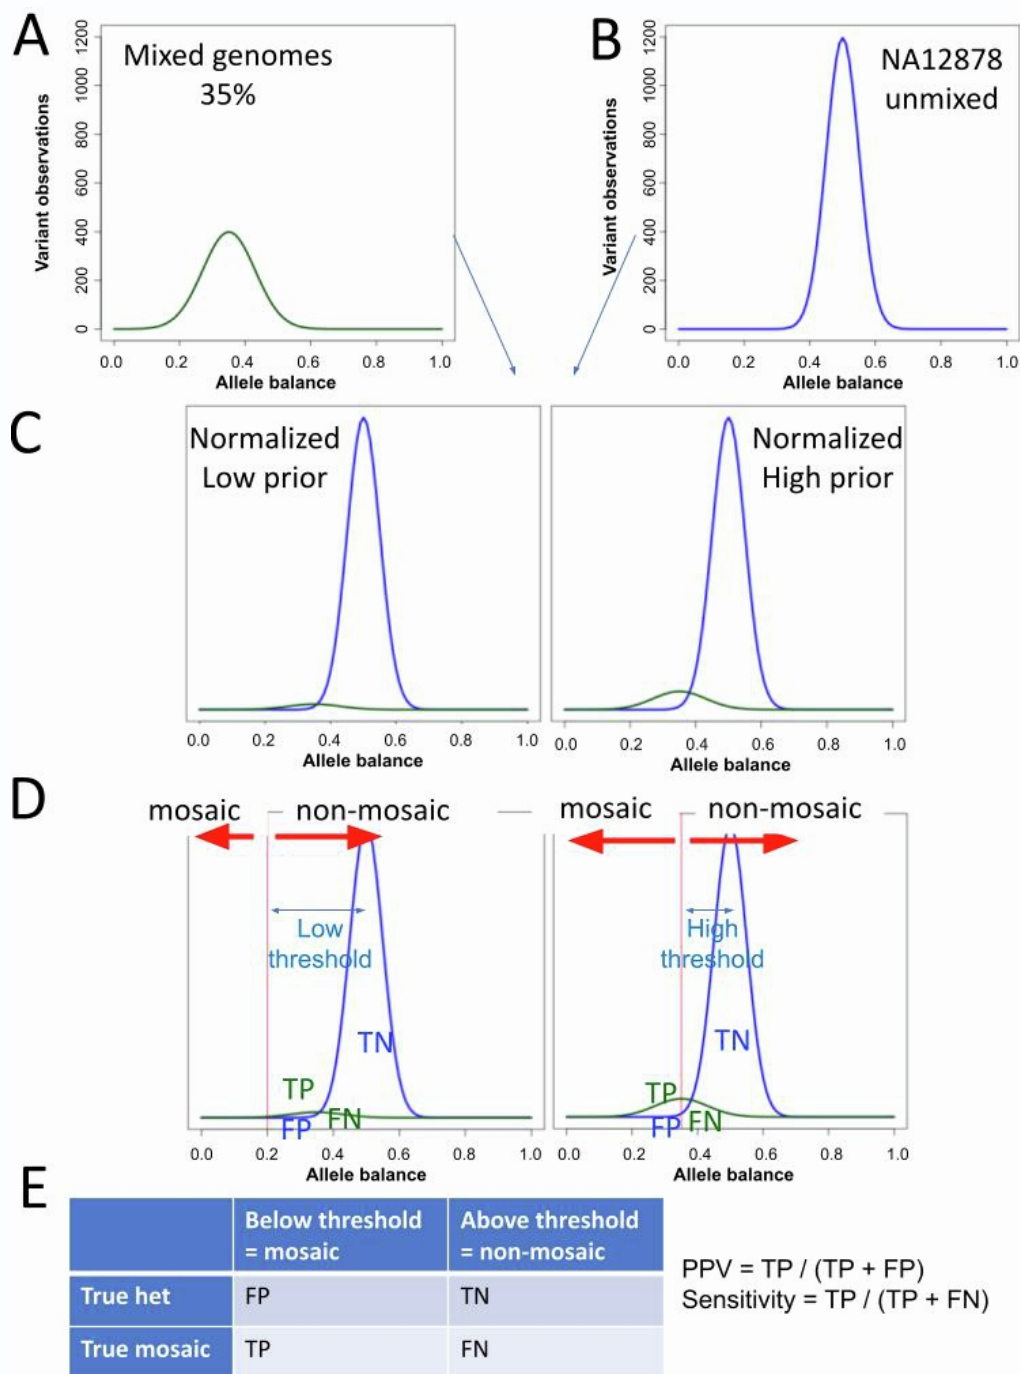 A
Mixed genomes
35%
Variant observations
0
200
400
600
800
1000
1200
0.0 0.2 0.4 0.6 0.8 1.0
Allele balance
B
NA12878
unmixed
Variant observations
0
200
400
600
800
1000
1200
0.0 0.2 0.4 0.6 0.8 1.0
Allele balance
C
Normalized
Low prior
0.0 0.2 0.4 0.6 0.8 1.0
Allele balance
Normalized
High prior
0.0 0.2 0.4 0.6 0.8 1.0
Allele balance
D
mosaic non-mosaic
Low
threshold
TN
TP
FN
FP
0.0 0.2 0.4 0.6 0.8 1.0
Allele balance
mosaic non-mosaic
High
threshold
TN
TP
FN
FP
0.0 0.2 0.4 0.6 0.8 1.0
Allele balance
E
Below threshold
= mosaic
Above threshold
= non-mosaic
True het FP TN
True mosaic TP FN
PPV = TP / (TP + FP)
Sensitivity = TP / (TP + FN)